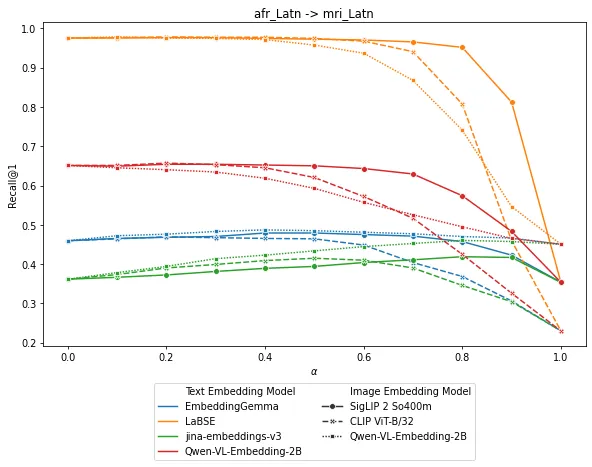 afr_Latn -> mri_Latn
Recall@1
1.0
0.9
0.8
0.7
0.6
0.5
0.4
0.3
0.2
0.0 0.2 0.4 0.6 0.8 1.0
α
Text Embedding Model Image Embedding Model
EmbeddingGemma SigLIP 2 So400m
LaBSE CLIP ViT-B/32
jina-embeddings-v3 Qwen-VL-Embedding-2B
Qwen-VL-Embedding-2B